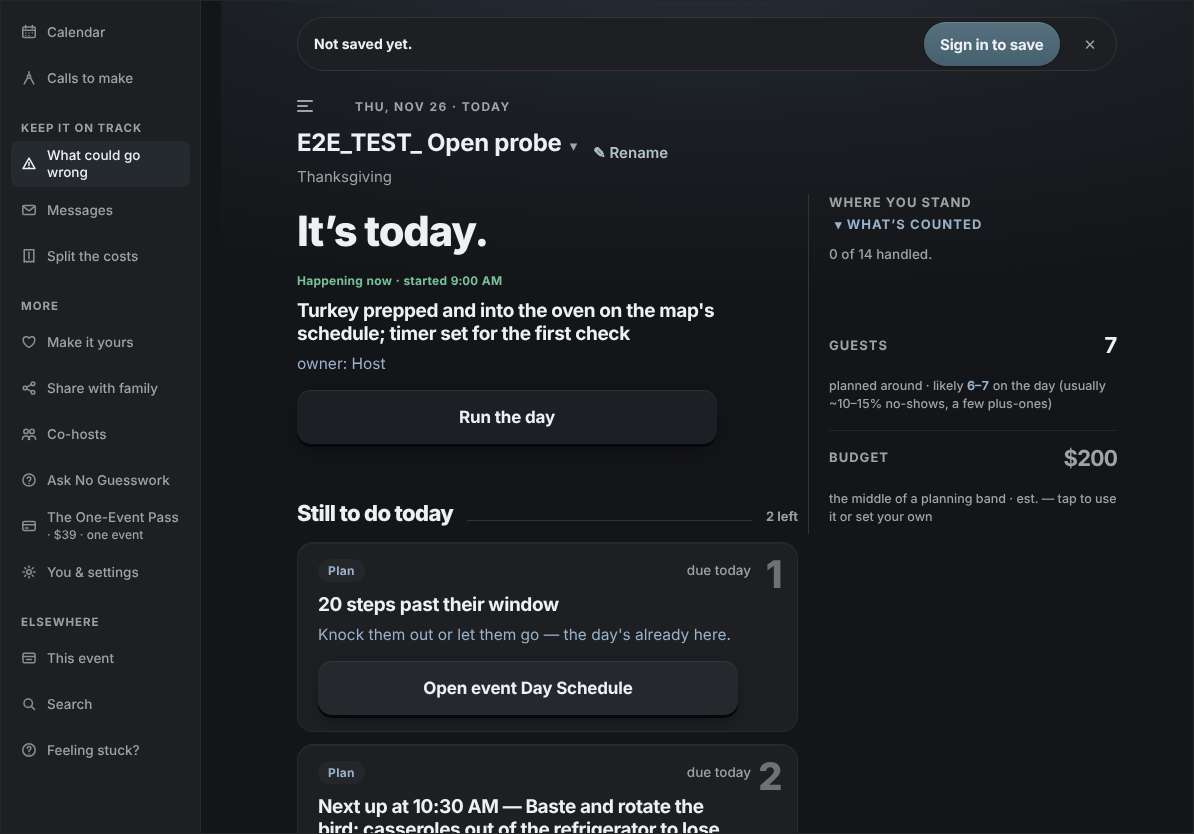 Calendar
Calls to make
KEEP IT ON TRACK
What could go
wrong
Messages
Split the costs
MORE
Make it yours
Share with family
Co-hosts
Ask No Guesswork
The One-Event Pass
· $39 · one event
You & settings
ELSEWHERE
This event
Search
Feeling stuck?
Not saved yet.
Sign in to save
×
THU, NOV 26 · TODAY
E2E_TEST_ Open probe ▾
✎ Rename
Thanksgiving
It’s today.
Happening now · started 9:00 AM
Turkey prepped and into the oven on the map's
schedule; timer set for the first check
owner: Host
Run the day
Still to do today
2 left
Plan
due today
1
20 steps past their window
Knock them out or let them go — the day's already here.
Open event Day Schedule
Plan
due today
2
Next up at 10:30 AM — Baste and rotate the
bird; casseroles out of the refrigerator to lose
WHERE YOU STAND
▾ WHAT’S COUNTED
0 of 14 handled.
GUESTS
7
planned around · likely 6–7 on the day (usually
~10–15% no-shows, a few plus-ones)
BUDGET
$200
the middle of a planning band · est. — tap to use
it or set your own